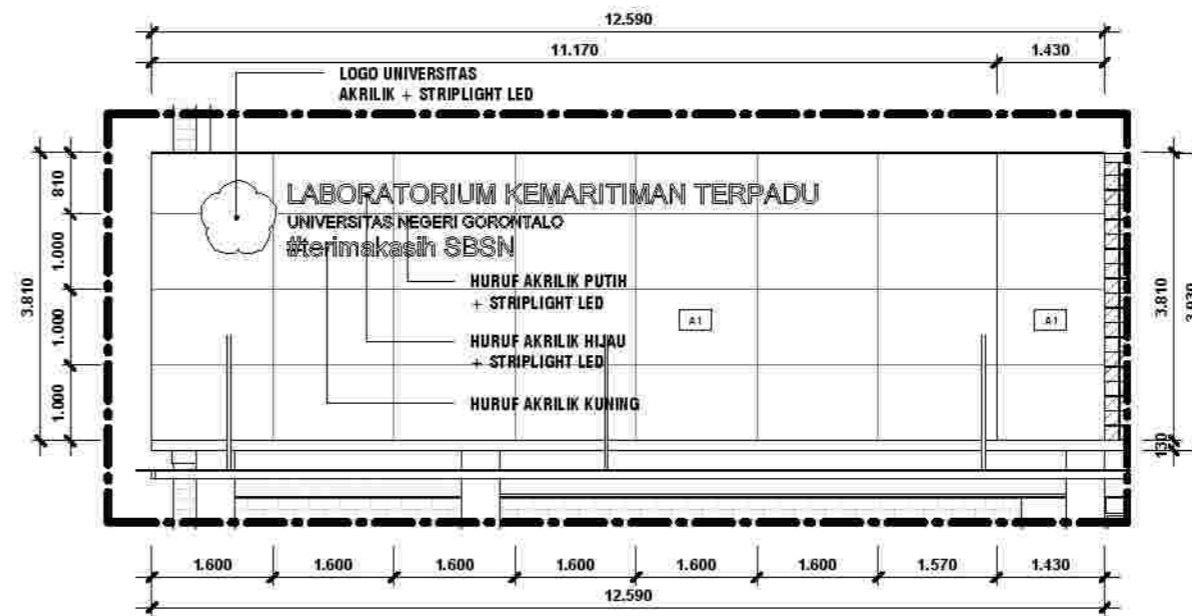 12.590
11.170
1.430
LOGO UNIVERSITAS
AKRILIK + STRIPLIGHT LED
810
1.000
1.000
1.000
3.810
LABORATORIUM KEMARITIMAN TERPADU
UNIVERSITAS NEGERI GORONTALO
#terimakasih SBSN
HURUF AKRILIK PUTIH
+ STRIPLIGHT LED
A1
A1
HURUF AKRILIK HIJAU
+ STRIPLIGHT LED
HURUF AKRILIK KUNING
3.810
130
3.930
1.600
1.600
1.600
1.600
1.600
1.600
1.570
1.430
12.590